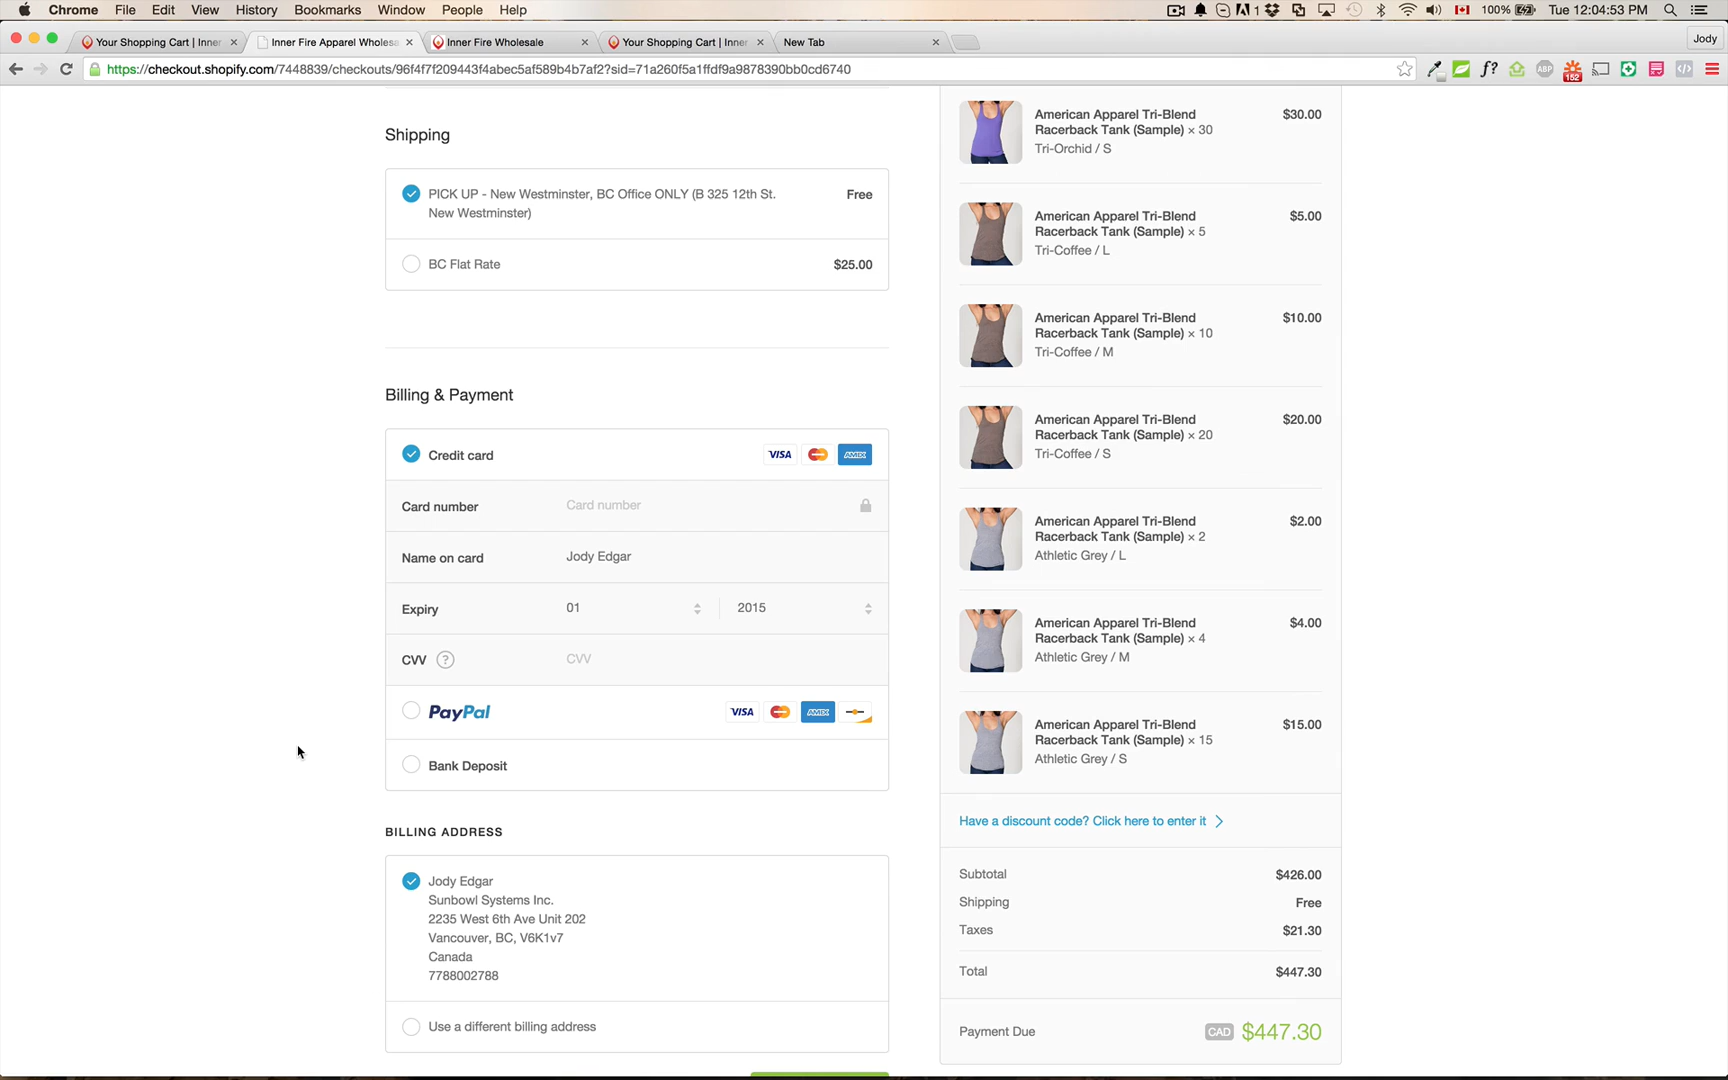 Chrome File Edit View History Bookmarks Window People Help
1 100% Tue 12:04:53 PM
Your Shopping Cart | Inner
Inner Fire Apparel Wholesa
Inner Fire Wholesale
Your Shopping Cart | Inner
New Tab
Jody
https://checkout.shopify.com/7448839/checkouts/96f4f7f209443f4abec5af589b4b7af2?sid=71a260f5a1ffdf9a9878390bb0cd6740
f? ABP 152
Shipping
PICK UP - New Westminster, BC Office ONLY (B 325 12th St. Free
New Westminster)
BC Flat Rate $25.00
Billing & Payment
Credit card VISA AMEX
Card number Card number
Name on card Jody Edgar
Expiry 01 2015
CVV ? CVV
PayPal VISA AMEX
Bank Deposit
BILLING ADDRESS
Jody Edgar
Sunbowl Systems Inc.
2235 West 6th Ave Unit 202
Vancouver, BC, V6K1v7
Canada
7788002788
Use a different billing address
American Apparel Tri-Blend $30.00
Racerback Tank (Sample) × 30
Tri-Orchid / S
American Apparel Tri-Blend $5.00
Racerback Tank (Sample) × 5
Tri-Coffee / L
American Apparel Tri-Blend $10.00
Racerback Tank (Sample) × 10
Tri-Coffee / M
American Apparel Tri-Blend $20.00
Racerback Tank (Sample) × 20
Tri-Coffee / S
American Apparel Tri-Blend $2.00
Racerback Tank (Sample) × 2
Athletic Grey / L
American Apparel Tri-Blend $4.00
Racerback Tank (Sample) × 4
Athletic Grey / M
American Apparel Tri-Blend $15.00
Racerback Tank (Sample) × 15
Athletic Grey / S
Have a discount code? Click here to enter it
Subtotal $426.00
Shipping Free
Taxes $21.30
Total $447.30
Payment Due CAD $447.30